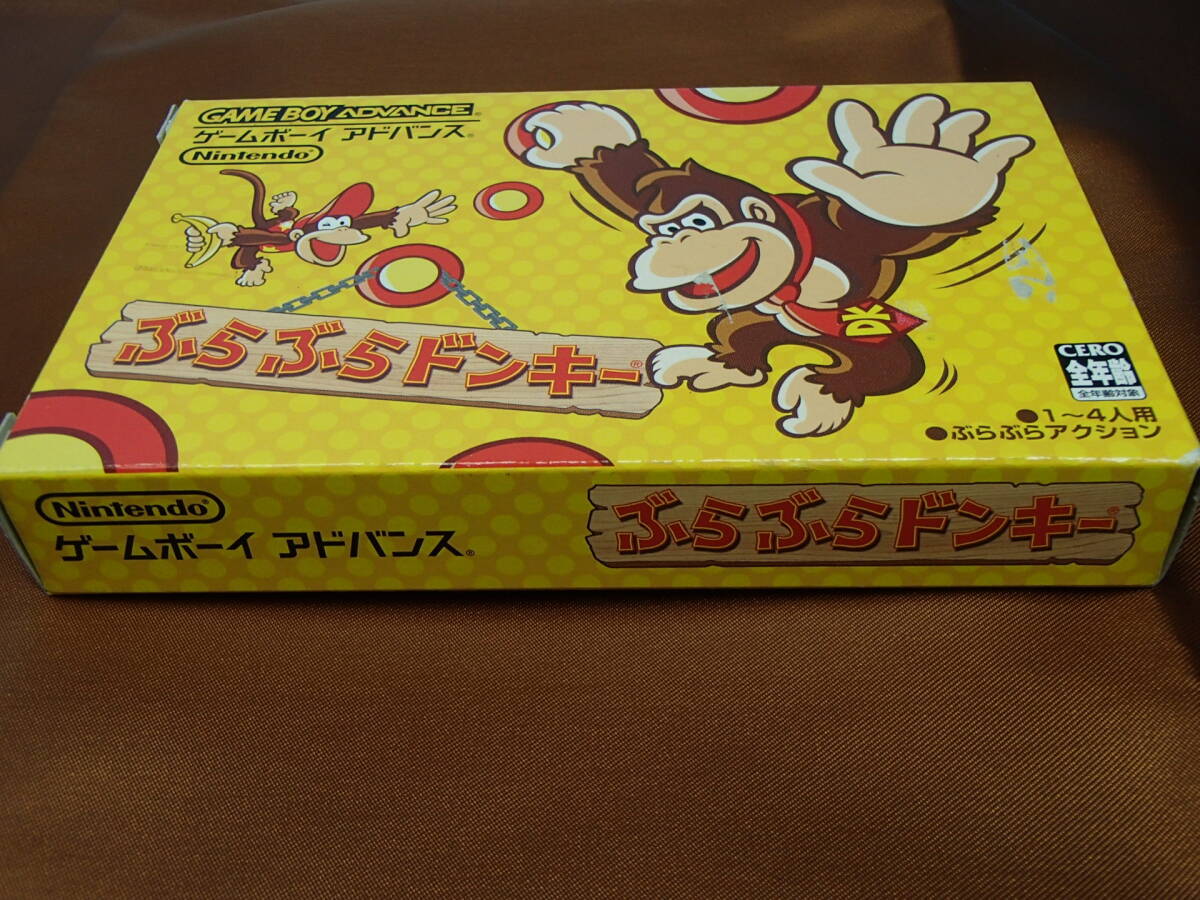 GAME BOY ADVANCE®
ゲームボーイ アドバンス®
Nintendo®
ぶらぶらドンキー®
DK
CERO
全年齢
全年齢対象
●1～4人用
●ぶらぶらアクション
Nintendo®
ゲームボーイ アドバンス®
ぶらぶらドンキー®